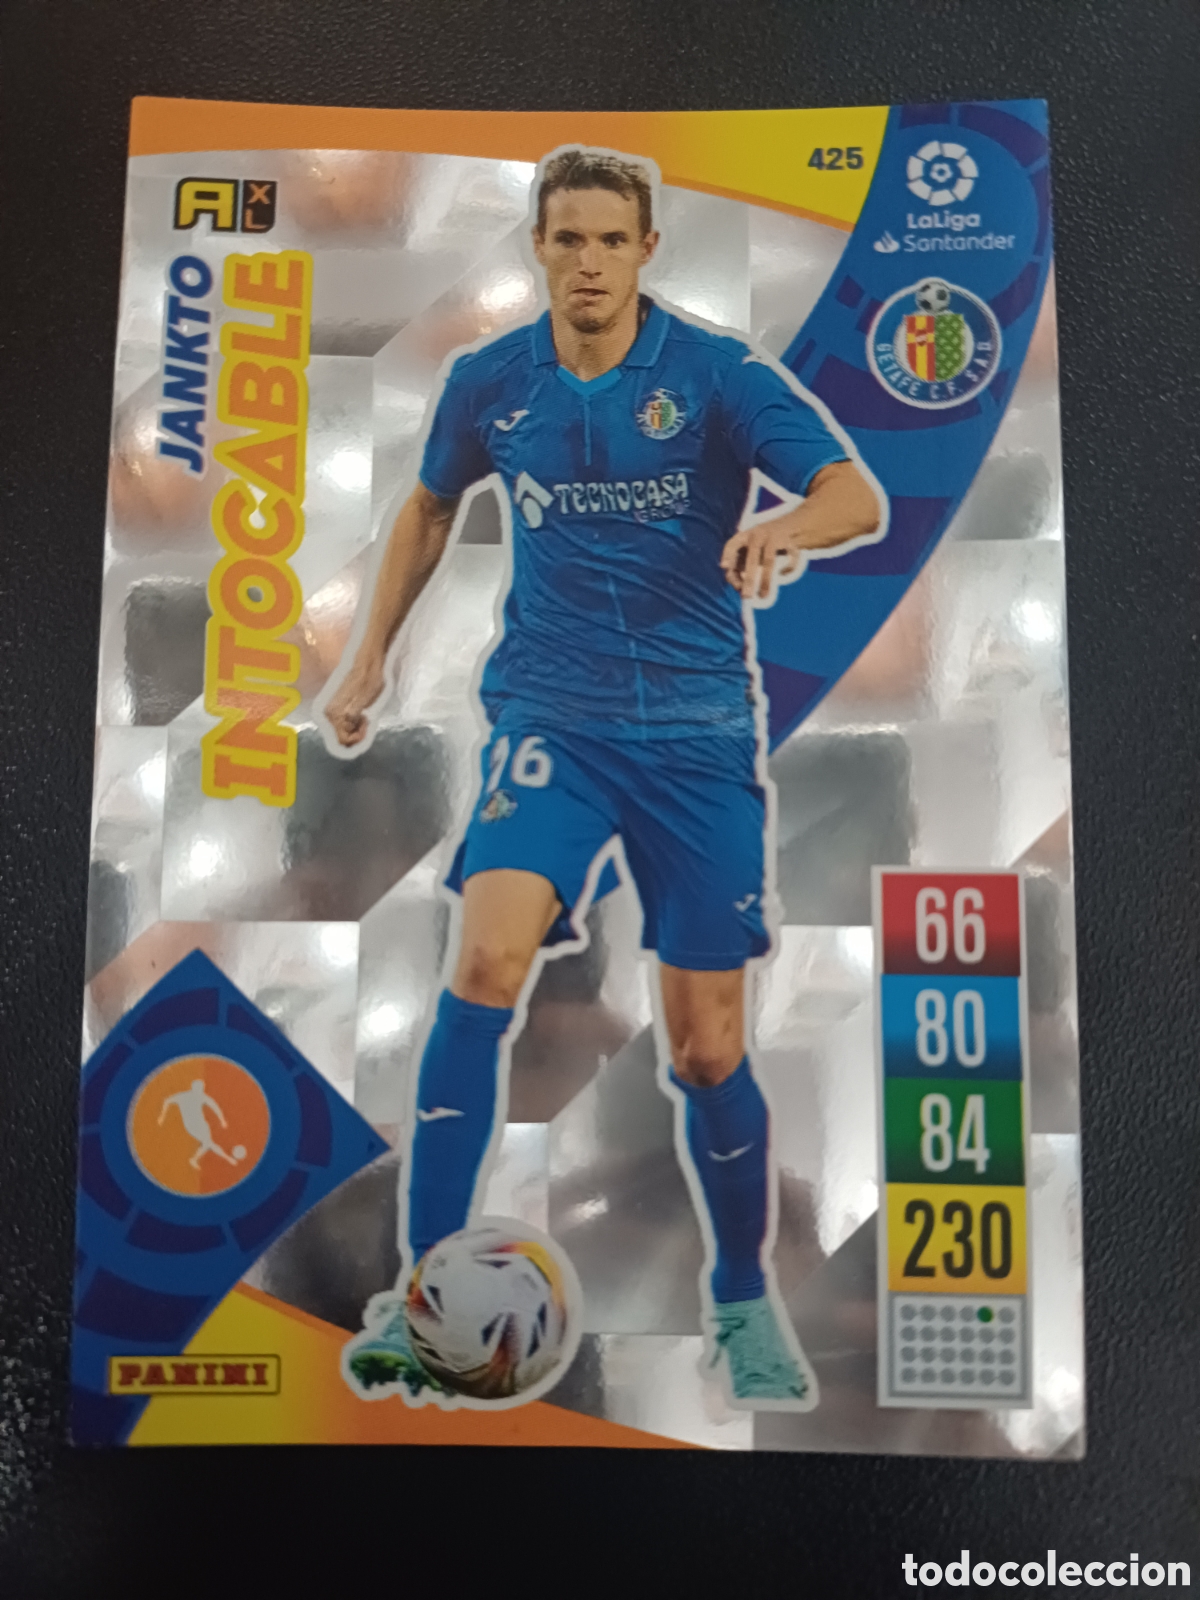 425
LaLiga
Santander
A XL
JANKTO
INTOCABLE
GETAFE C.F. S.A.D.
TECNOCASA
GROUP
16
66
80
84
230
PANINI
todocoleccion